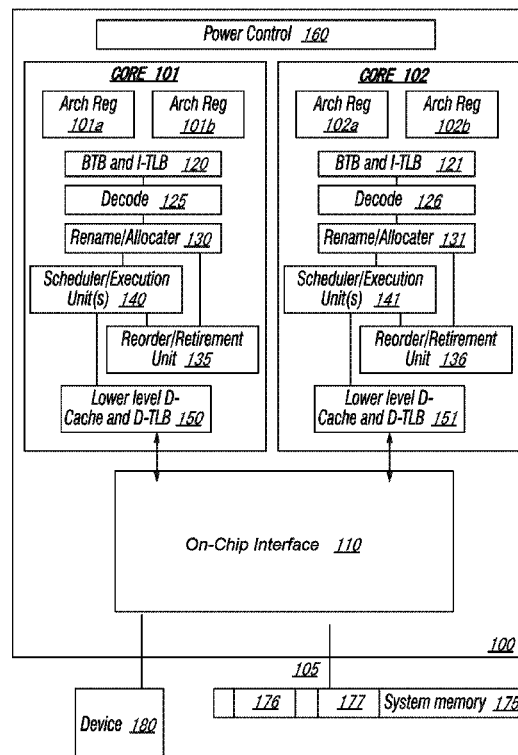 Power Control 160
CORE 101
Arch Reg
101a
Arch Reg
101b
BTB and I-TLB 120
Decode 125
Rename/Allocater 130
Scheduler/Execution
Unit(s) 140
Reorder/Retirement
Unit 135
Lower level D-
Cache and D-TLB 150
CORE 102
Arch Reg
102a
Arch Reg
102b
BTB and I-TLB 121
Decode 126
Rename/Allocater 131
Scheduler/Execution
Unit(s) 141
Reorder/Retirement
Unit 136
Lower level D-
Cache and D-TLB 151
On-Chip Interface 110
100
105
Device 180
176
177
System memory 175